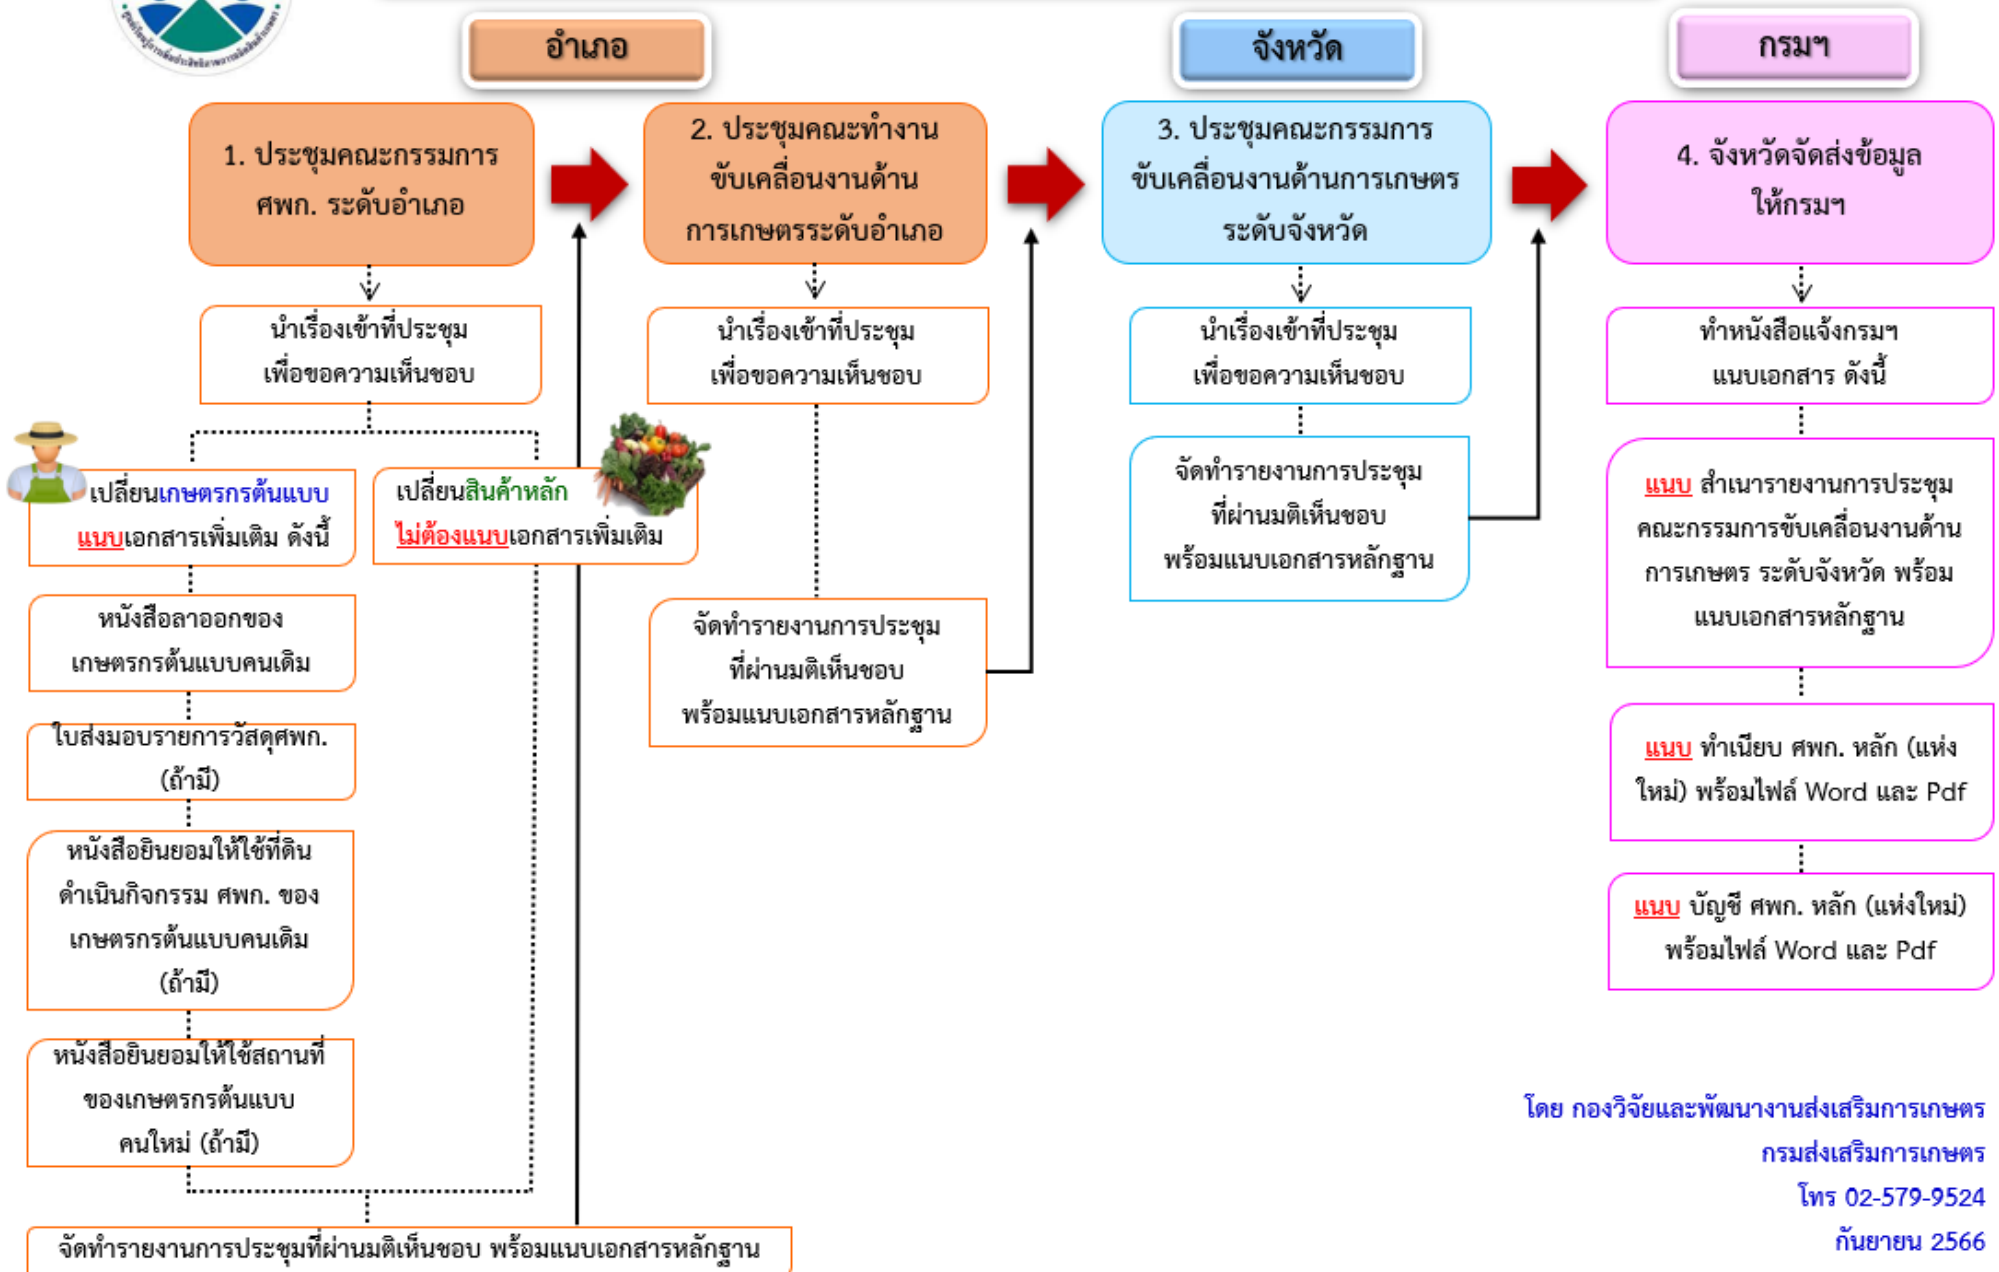 อำเภอ
จังหวัด
กรมฯ
1. ประชุมคณะกรรมการ
ศพก. ระดับอำเภอ
2. ประชุมคณะทำงาน
ขับเคลื่อนงานด้าน
การเกษตรระดับอำเภอ
3. ประชุมคณะกรรมการ
ขับเคลื่อนงานด้านการเกษตร
ระดับจังหวัด
4. จังหวัดจัดส่งข้อมูล
ให้กรมฯ
นำเรื่องเข้าที่ประชุม
เพื่อขอความเห็นชอบ
เปลี่ยนเกษตรกรต้นแบบ
แนบเอกสารเพิ่มเติม ดังนี้
เปลี่ยนสินค้าหลัก
ไม่ต้องแนบเอกสารเพิ่มเติม
หนังสือลาออกของ
เกษตรกรต้นแบบคนเดิม
ใบส่งมอบรายการวัสดุศพก.
(ถ้ามี)
หนังสือยินยอมให้ใช้ที่ดิน
ดำเนินกิจกรรม ศพก. ของ
เกษตรกรต้นแบบคนเดิม
(ถ้ามี)
หนังสือยินยอมให้ใช้สถานที่
ของเกษตรกรต้นแบบ
คนใหม่ (ถ้ามี)
จัดทำรายงานการประชุมที่ผ่านมติเห็นชอบ พร้อมแนบเอกสารหลักฐาน
นำเรื่องเข้าที่ประชุม
เพื่อขอความเห็นชอบ
จัดทำรายงานการประชุม
ที่ผ่านมติเห็นชอบ
พร้อมแนบเอกสารหลักฐาน
นำเรื่องเข้าที่ประชุม
เพื่อขอความเห็นชอบ
จัดทำรายงานการประชุม
ที่ผ่านมติเห็นชอบ
พร้อมแนบเอกสารหลักฐาน
ทำหนังสือแจ้งกรมฯ
แนบเอกสาร ดังนี้
แนบ สำเนารายงานการประชุม
คณะกรรมการขับเคลื่อนงานด้าน
การเกษตร ระดับจังหวัด พร้อม
แนบเอกสารหลักฐาน
แนบ ทำเนียบ ศพก. หลัก (แห่ง
ใหม่) พร้อมไฟล์ Word และ Pdf
แนบ บัญชี ศพก. หลัก (แห่งใหม่)
พร้อมไฟล์ Word และ Pdf
โดย กองวิจัยและพัฒนางานส่งเสริมการเกษตร
กรมส่งเสริมการเกษตร
โทร 02-579-9524
กันยายน 2566